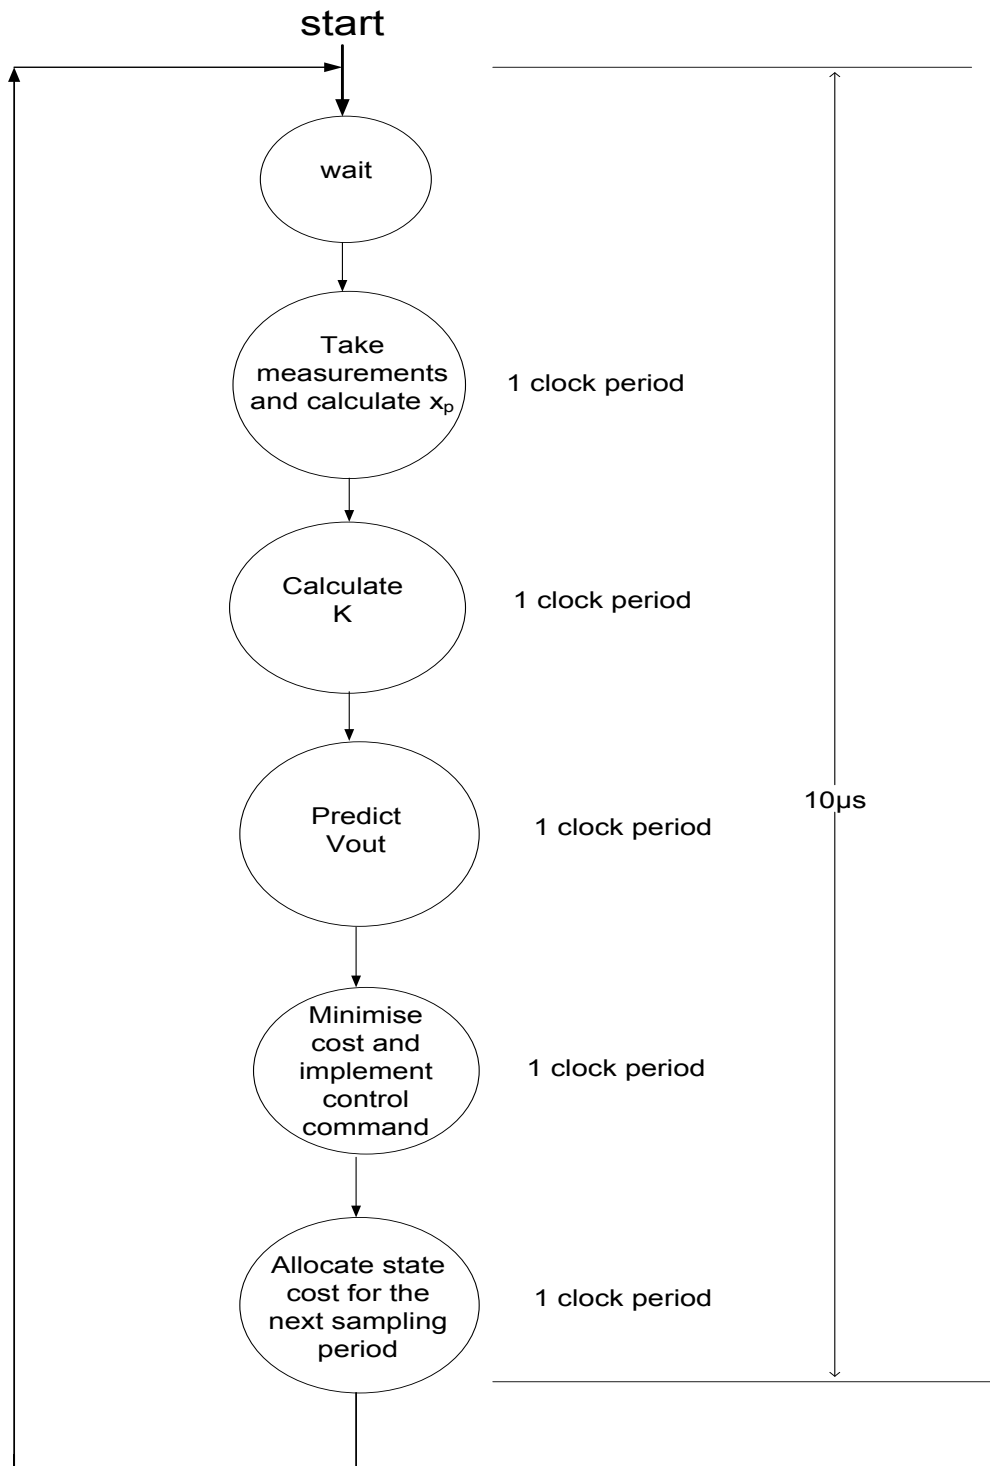 start
wait
Take
measurements
and calculate xₚ
1 clock period
Calculate
K
1 clock period
Predict
Vout
1 clock period
10µs
Minimise
cost and
implement
control
command
1 clock period
Allocate state
cost for the
next sampling
period
1 clock period